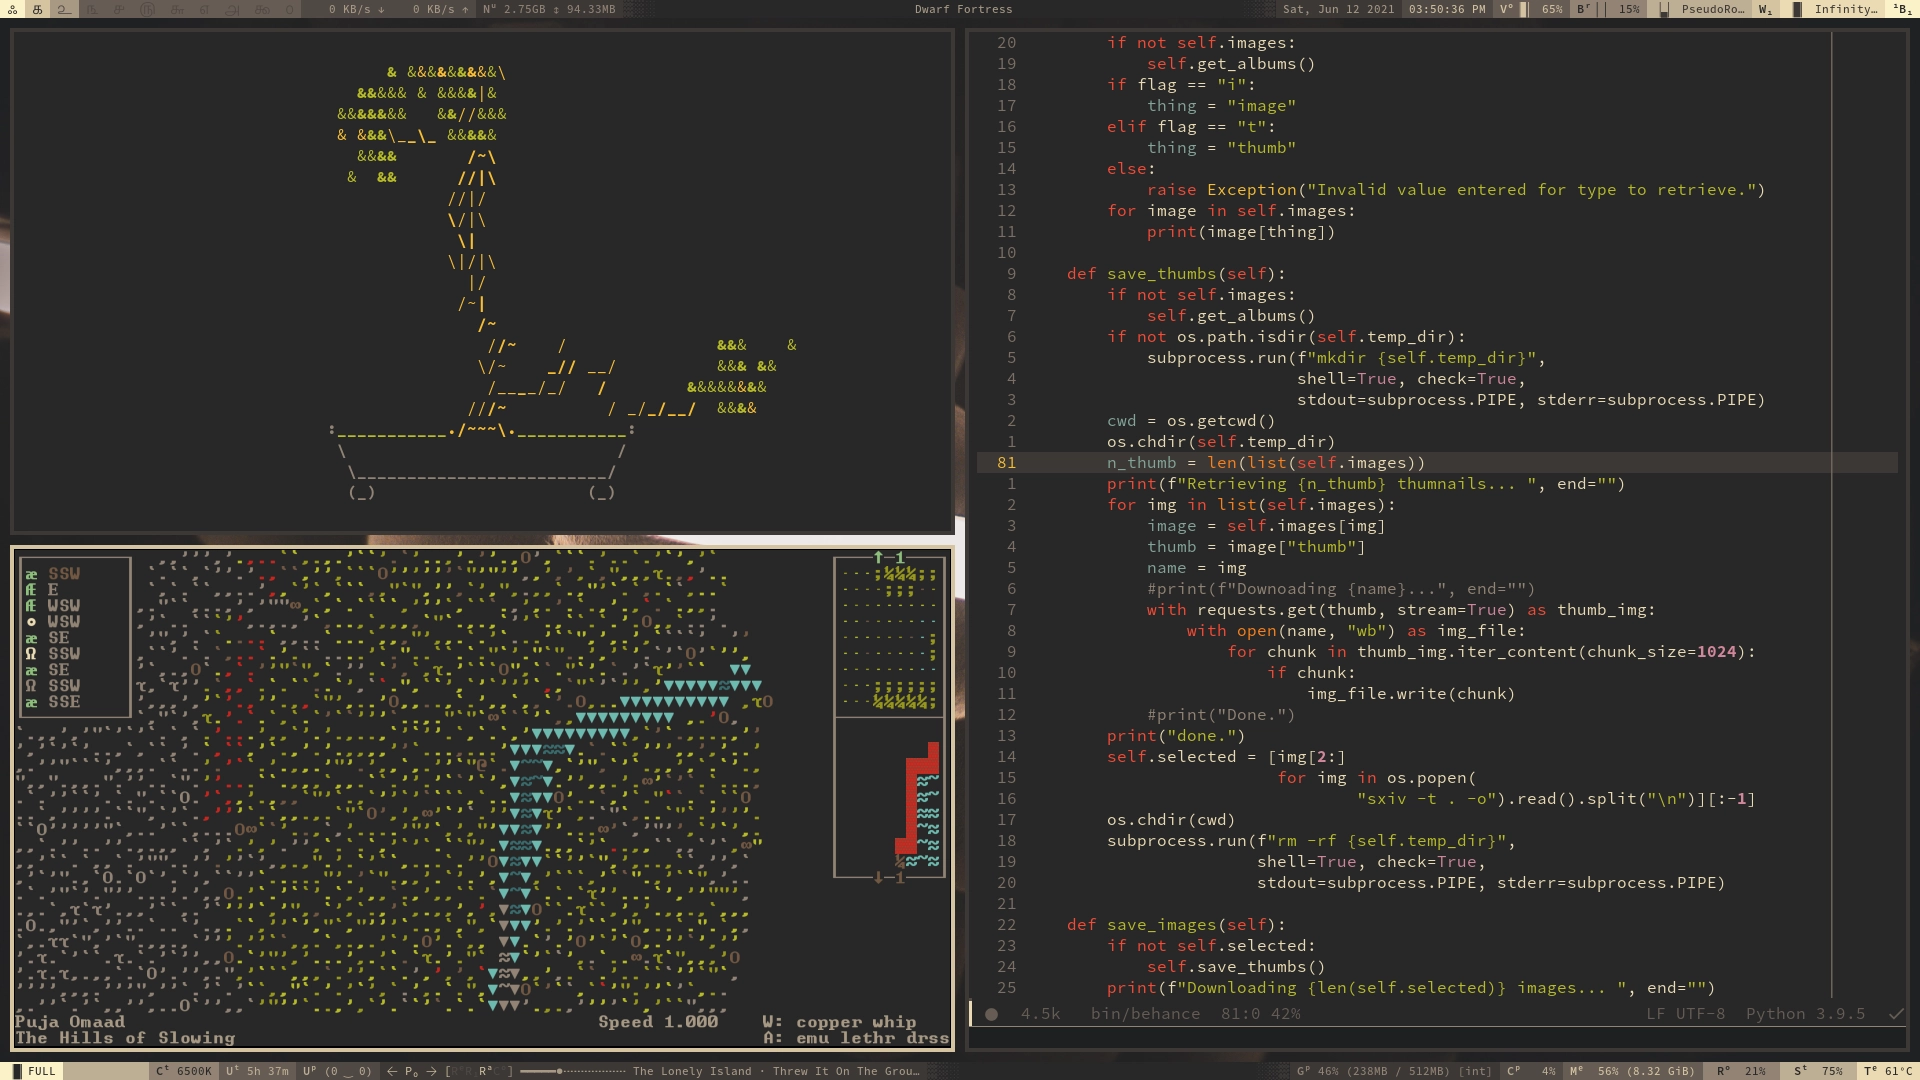 0 KB/s ↓ 0 KB/s ↑ Nᵘ 2.75GB ↕ 94.33MB
Dwarf Fortress
Sat, Jun 12 2021 03:50:36 PM 65% 15% PseudoRo… W₁ Infinity… ¹B₁
20 if not self.images:
19 self.get_albums()
18 if flag == "i":
17 thing = "image"
16 elif flag == "t":
15 thing = "thumb"
14 else:
13 raise Exception("Invalid value entered for type to retrieve.")
12 for image in self.images:
11 print(image[thing])
10
9 def save_thumbs(self):
8 if not self.images:
7 self.get_albums()
6 if not os.path.isdir(self.temp_dir):
5 subprocess.run(f"mkdir {self.temp_dir}",
4 shell=True, check=True,
3 stdout=subprocess.PIPE, stderr=subprocess.PIPE)
2 cwd = os.getcwd()
1 os.chdir(self.temp_dir)
81 n_thumb = len(list(self.images))
1 print(f"Retrieving {n_thumb} thumnails... ", end="")
2 for img in list(self.images):
3 image = self.images[img]
4 thumb = image["thumb"]
5 name = img
6 #print(f"Downoading {name}...", end="")
7 with requests.get(thumb, stream=True) as thumb_img:
8 with open(name, "wb") as img_file:
9 for chunk in thumb_img.iter_content(chunk_size=1024):
10 if chunk:
11 img_file.write(chunk)
12 #print("Done.")
13 print("done.")
14 self.selected = [img[2:]
15 for img in os.popen(
16 "sxiv -t . -o").read().split("\n")][:-1]
17 os.chdir(cwd)
18 subprocess.run(f"rm -rf {self.temp_dir}",
19 shell=True, check=True,
20 stdout=subprocess.PIPE, stderr=subprocess.PIPE)
21
22 def save_images(self):
23 if not self.selected:
24 self.save_thumbs()
25 print(f"Downloading {len(self.selected)} images... ", end="")
4.5k bin/behance 81:0 42% LF UTF-8 Python 3.9.5
æ SSW
Æ E
Æ WSW
WSW
æ SE
Ω SSW
æ SE
Ω SSW
æ SSE
↑ 1
↓ 1
Puja Omaad Speed 1.000 W: copper whip
The Hills of Slowing A: emu lethr drss
FULL Cᵗ 6500K Uᵗ 5h 37m Uᴾ (0 _ 0) ← P₀ →
The Lonely Island · Threw It On The Grou…
Gᴾ 46% (238MB / 512MB) [int] Cᴾ 4% Mᵉ 56% (8.32 GiB) Rᵒ 21% Sᵗ 75% Tᵉ 61°C